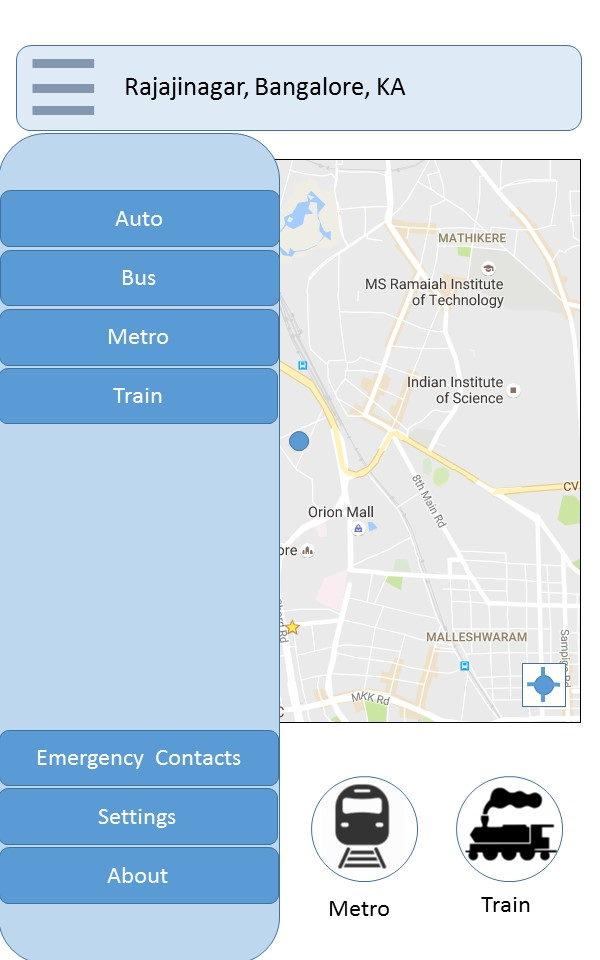 Rajajinagar, Bangalore, KA
Auto
Bus
Metro
Train
Emergency  Contacts
Settings
About
MATHIKERE
MS Ramaiah Institute
of Technology
Indian Institute
of Science
8th Main Rd
CV
Orion Mall
ore
Rd
MALLESHWARAM
MKK Rd
C
Metro
Train